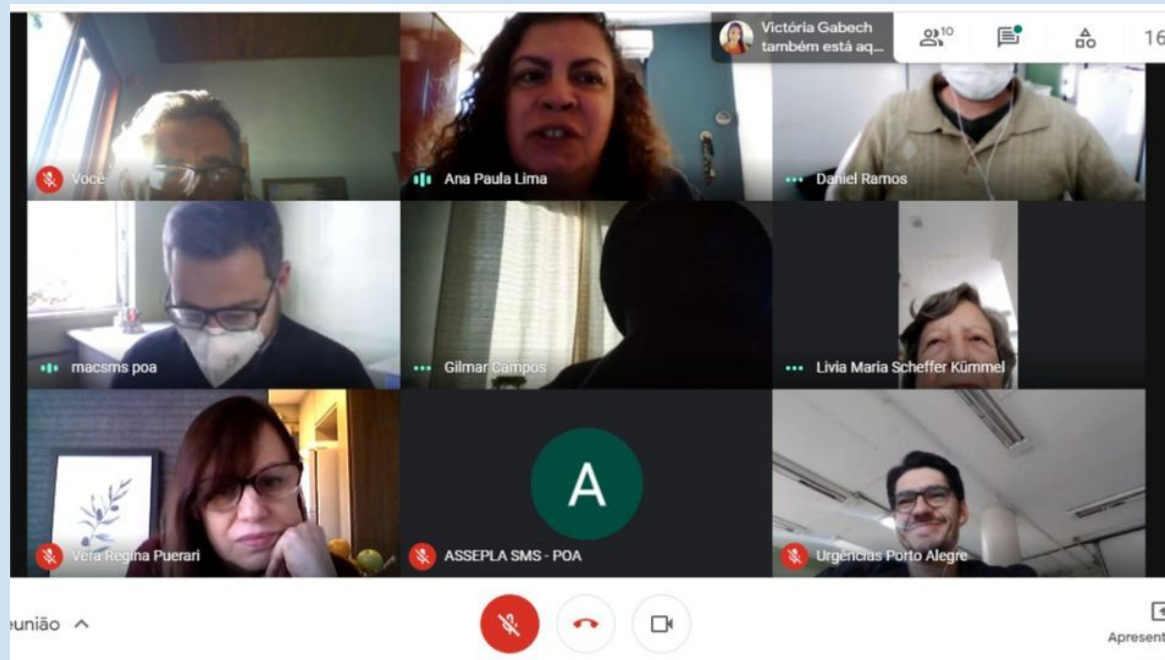 Victória Gabech
também está aq...
10
16
Você
Ana Paula Lima
Daniel Ramos
macsms poa
Gilmar Campos
Livia Maria Scheffer Kümmel
Vera Regina Puerari
A
ASSEPLA SMS - POA
Urgências Porto Alegre
eunião
Apresent